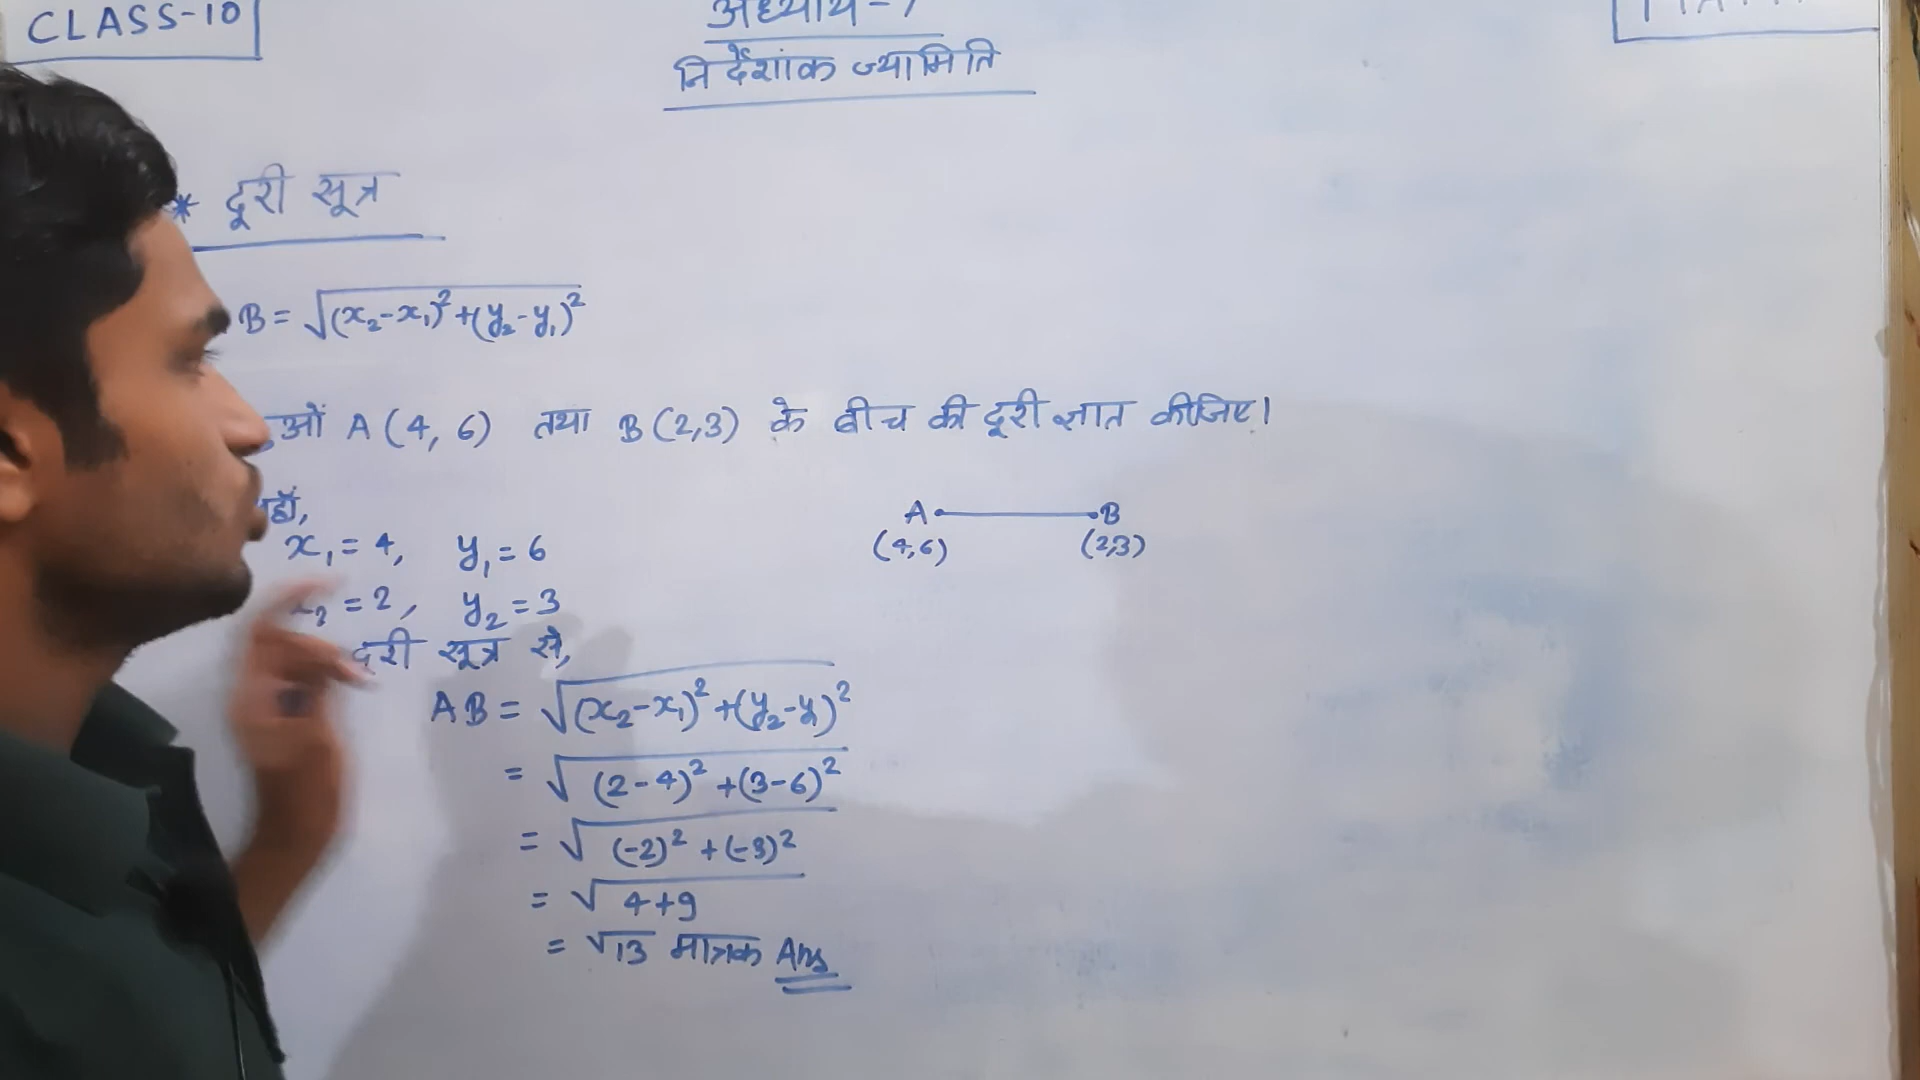 CLASS-10
अध्याय-7
निर्देशांक ज्यामिति
* दूरी सूत्र
B = √(x₂-x₁)²+(y₂-y₁)²
A(4, 6) तथा B(2,3) के बीच की दूरी ज्ञात कीजिए।
A B
(4,6) (2,3)
x₁ = 4, y₁ = 6
₂ = 2, y₂ = 3
दूरी सूत्र से,
AB = √(x₂-x₁)²+(y₂-y₁)²
= √(2-4)²+(3-6)²
= √(-2)²+(-3)²
= √4+9
= √13 मात्रक Ans